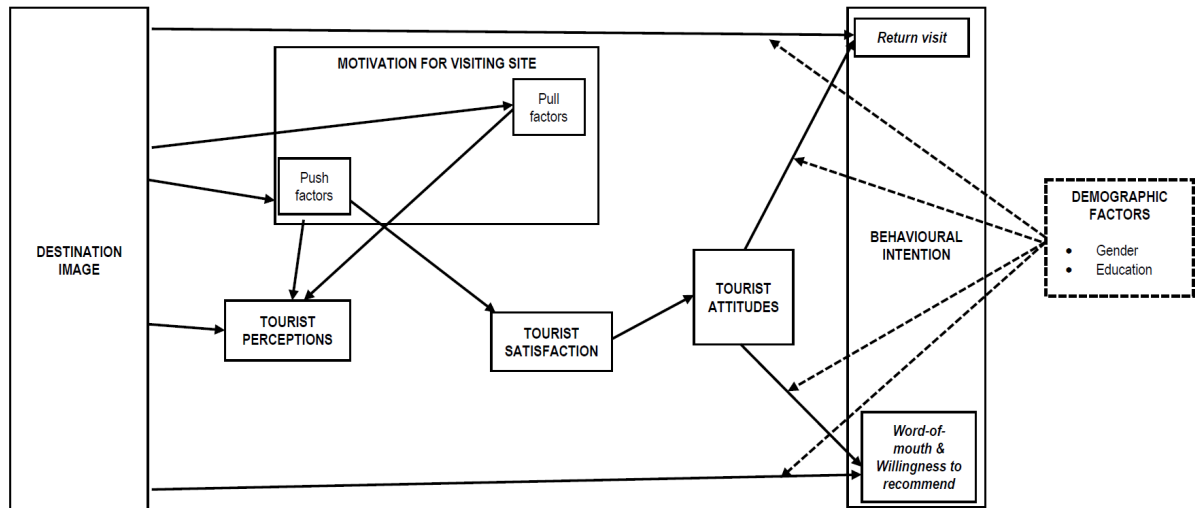 Return visit
MOTIVATION FOR VISITING SITE
Pull
factors
Push
factors
DEMOGRAPHIC
FACTORS
• Gender
• Education
DESTINATION
IMAGE
BEHAVIOURAL
INTENTION
TOURIST
ATTITUDES
TOURIST
PERCEPTIONS
TOURIST
SATISFACTION
Word-of-
mouth &
Willingness to
recommend